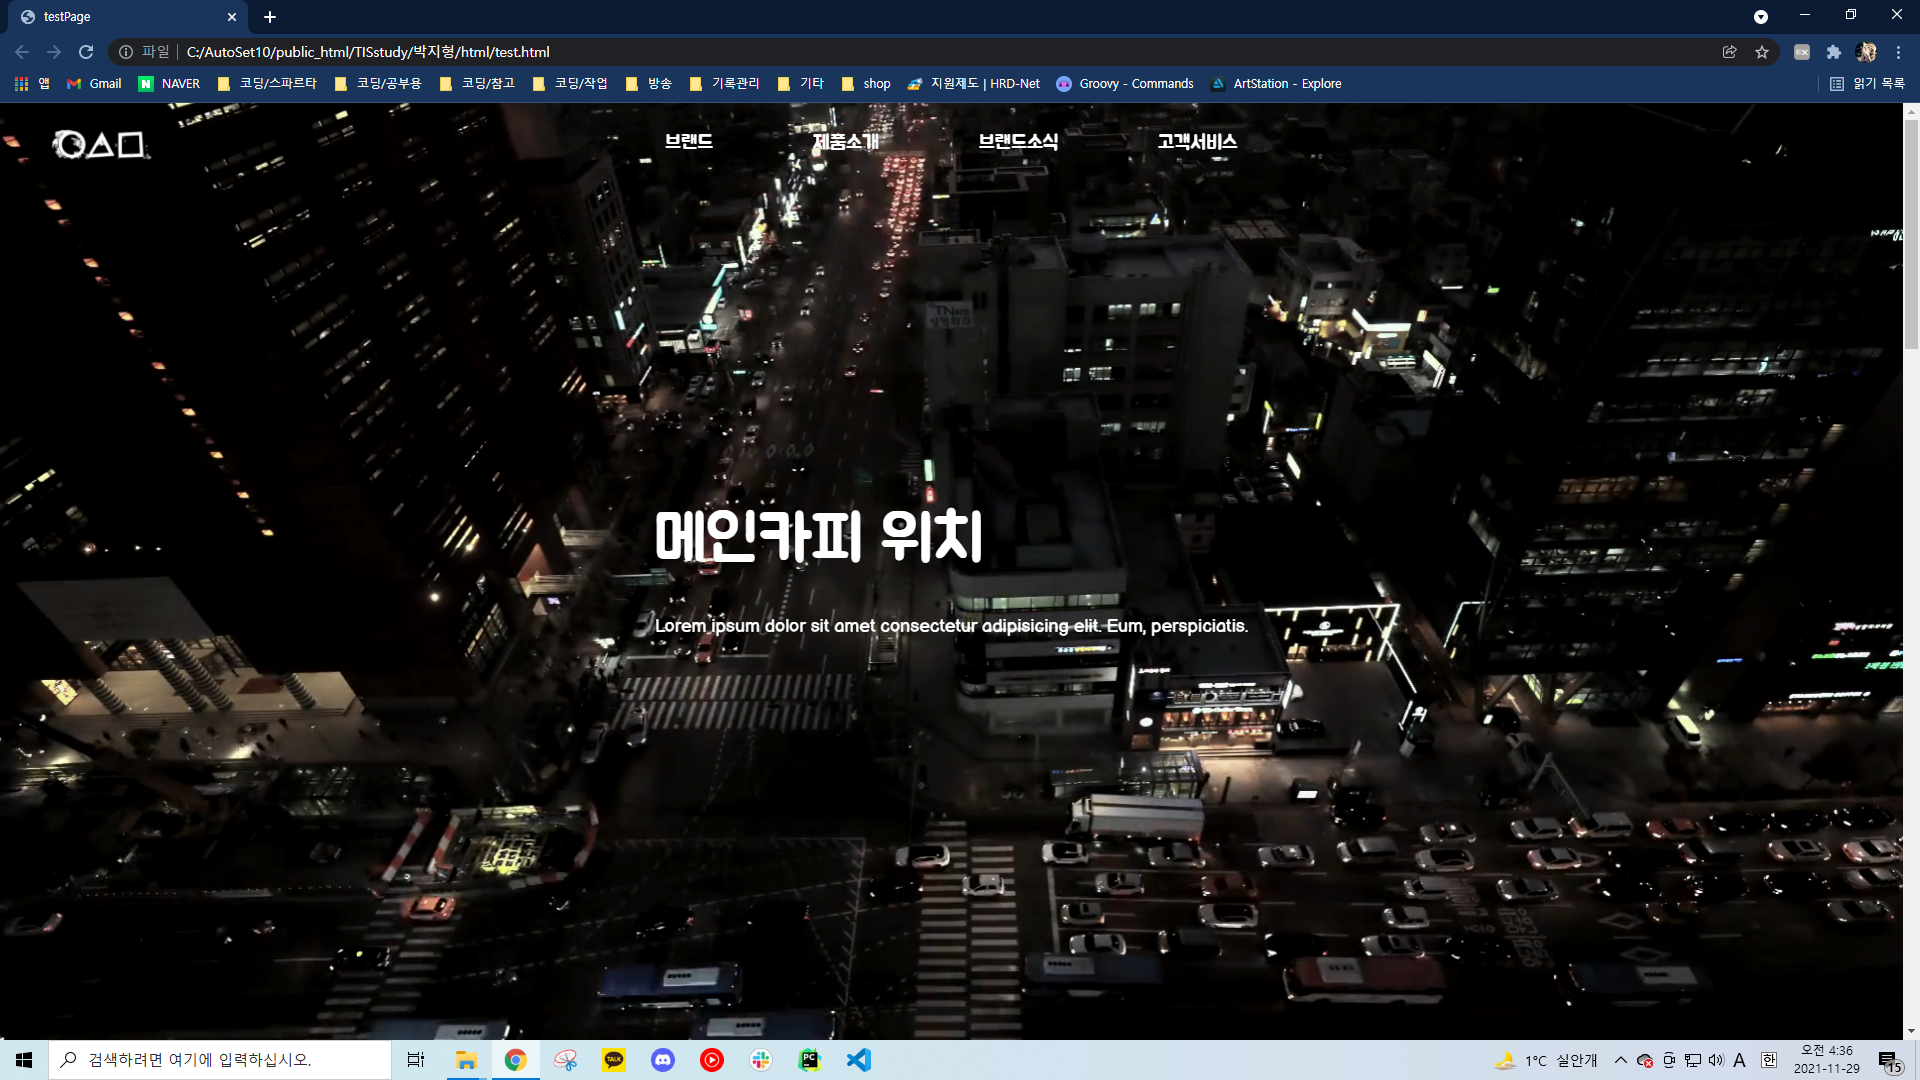 testPage
파일 C:/AutoSet10/public_html/TISstudy/박지형/html/test.html
앱 Gmail NAVER 코딩/스파르타 코딩/공부용 코딩/참고 코딩/작업 방송 기록관리 기타 shop 지원제도 | HRD-Net Groovy - Commands ArtStation - Explore 읽기 목록
브랜드 제품소개 브랜드소식 고객서비스
메인카피 위치
Lorem ipsum dolor sit amet consectetur adipisicing elit. Eum, perspiciatis.
검색하려면 여기에 입력하십시오.
TALK
PC
1°C 실안개
A 한
오전 4:36
2021-11-29
15